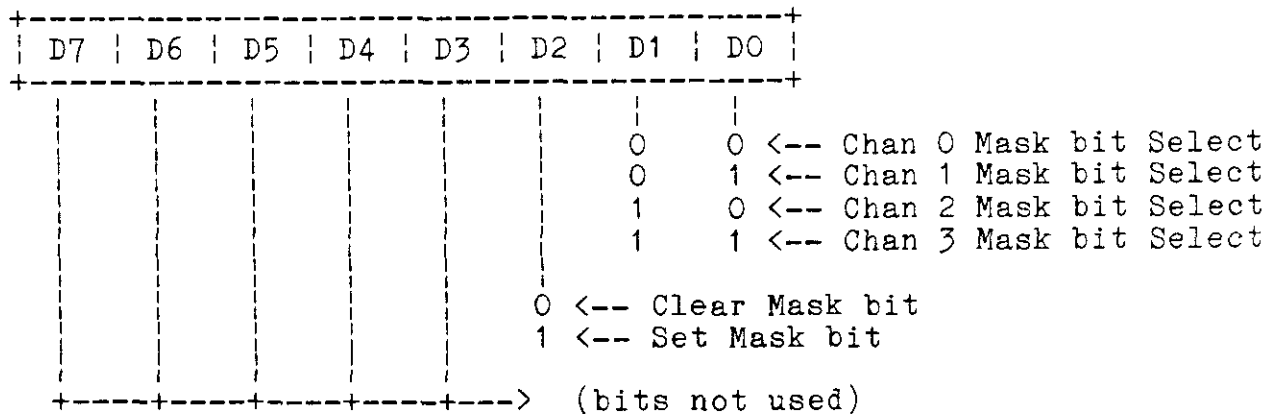 D7 | D6 | D5 | D4 | D3 | D2 | D1 | D0
0 0 <-- Chan 0 Mask bit Select
0 1 <-- Chan 1 Mask bit Select
1 0 <-- Chan 2 Mask bit Select
1 1 <-- Chan 3 Mask bit Select
0 <-- Clear Mask bit
1 <-- Set Mask bit
+-----+-----+-----+-----+---> (bits not used)